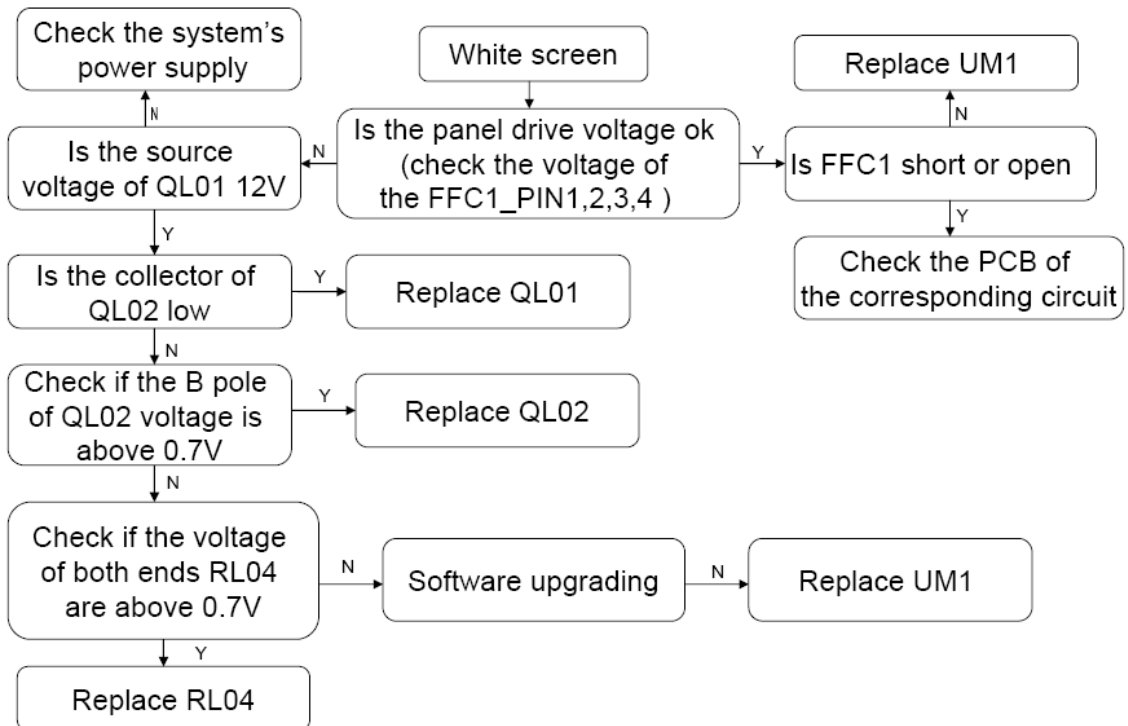 White screen
Check the system's
power supply
N
Is the source
voltage of QL01 12V
N
Is the panel drive voltage ok
(check the voltage of
the FFC1_PIN1,2,3,4 )
Y
Is FFC1 short or open
N
Replace UM1
Y
Check the PCB of
the corresponding circuit
Y
Is the collector of
QL02 low
Y
Replace QL01
N
Check if the B pole
of QL02 voltage is
above 0.7V
Y
Replace QL02
N
Check if the voltage
of both ends RL04
are above 0.7V
N
Software upgrading
N
Replace UM1
Y
Replace RL04